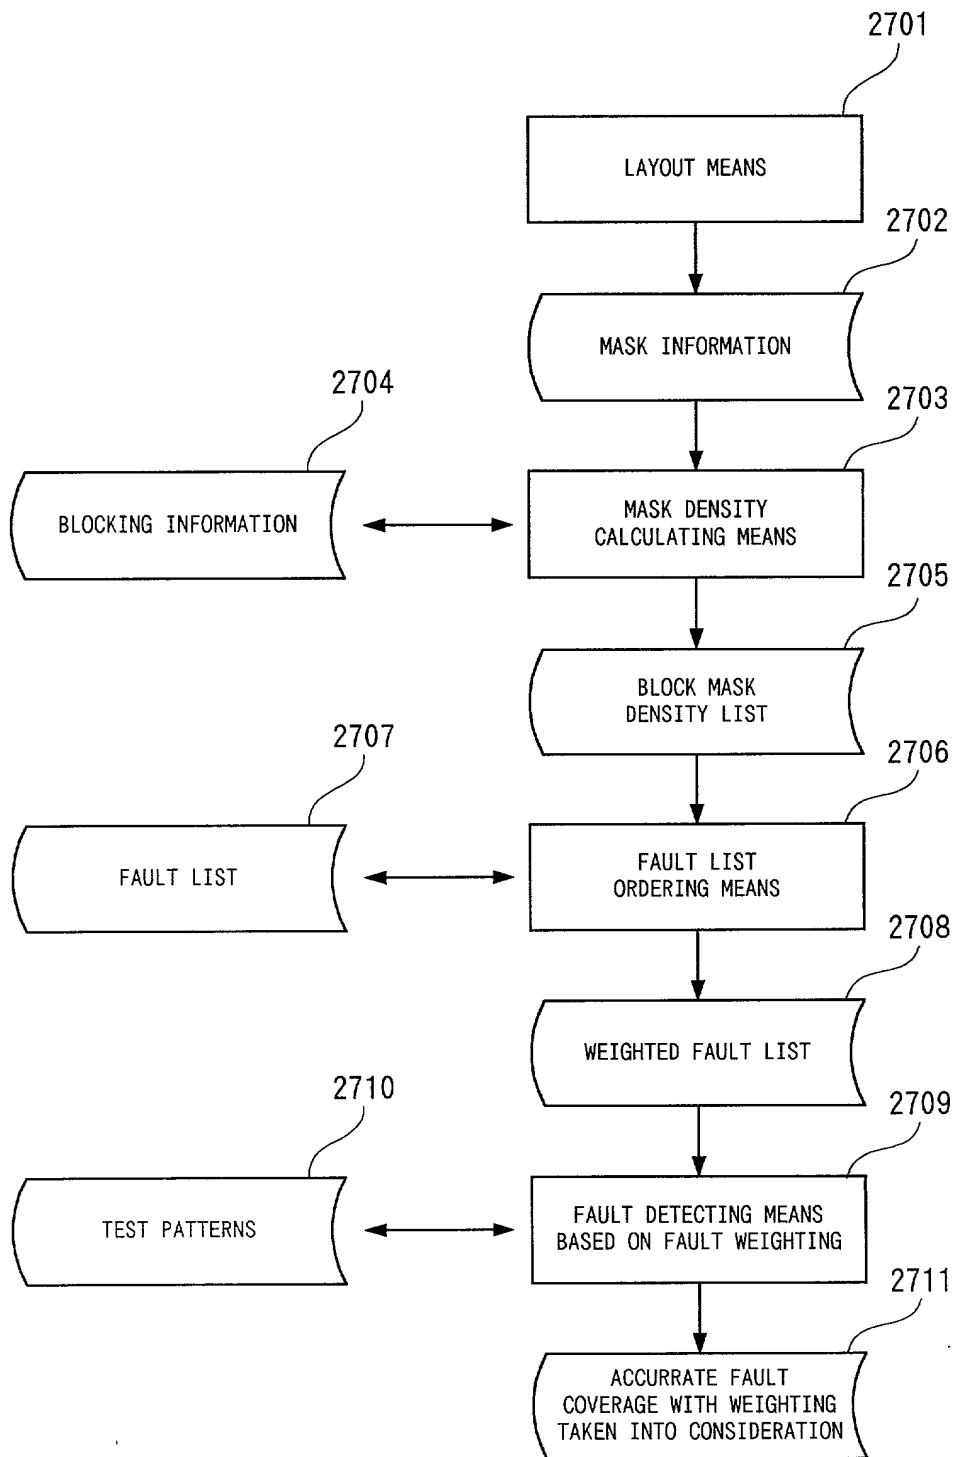 2701
LAYOUT MEANS
2702
MASK INFORMATION
2704
2703
BLOCKING INFORMATION
MASK DENSITY
CALCULATING MEANS
2705
BLOCK MASK
DENSITY LIST
2707
2706
FAULT LIST
FAULT LIST
ORDERING MEANS
2708
WEIGHTED FAULT LIST
2710
2709
TEST PATTERNS
FAULT DETECTING MEANS
BASED ON FAULT WEIGHTING
2711
ACCURRATE FAULT
COVERAGE WITH WEIGHTING
TAKEN INTO CONSIDERATION